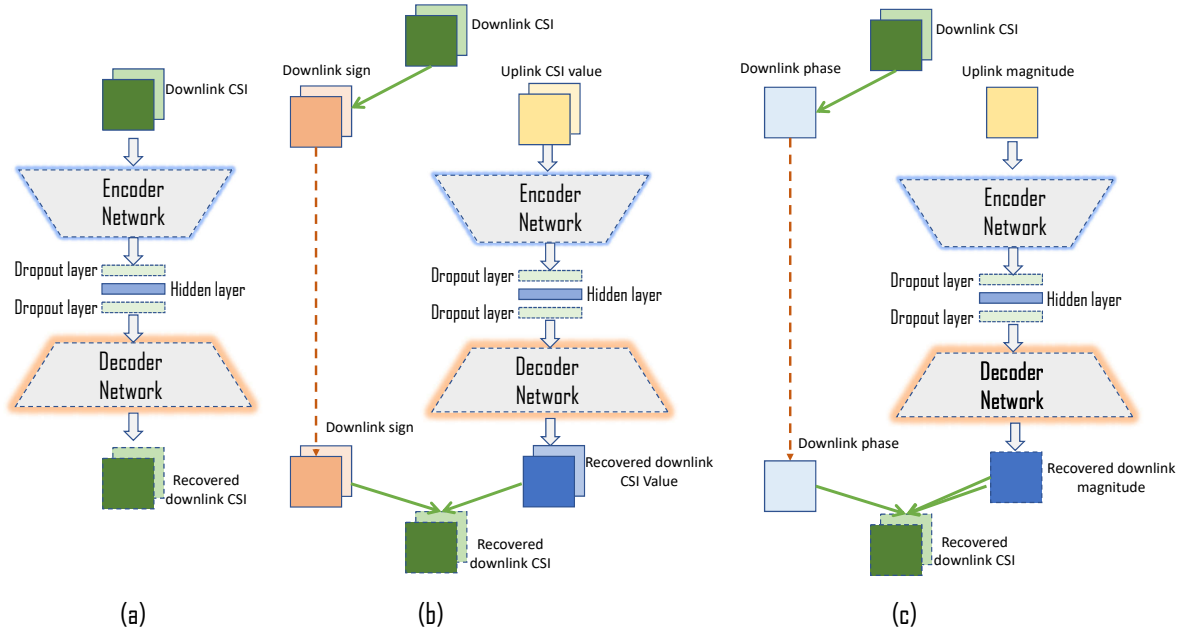 Downlink CSI
Encoder
Network
Dropout layer
Hidden layer
Dropout layer
Decoder
Network
Recovered
downlink CSI
(a)
Downlink CSI
Downlink sign
Uplink CSI value
Encoder
Network
Dropout layer
Hidden layer
Dropout layer
Decoder
Network
Downlink sign
Recovered downlink
CSI Value
Recovered
downlink CSI
(b)
Downlink CSI
Downlink phase
Uplink magnitude
Encoder
Network
Dropout layer
Hidden layer
Dropout layer
Decoder
Network
Downlink phase
Recovered downlink
magnitude
Recovered
downlink CSI
(c)